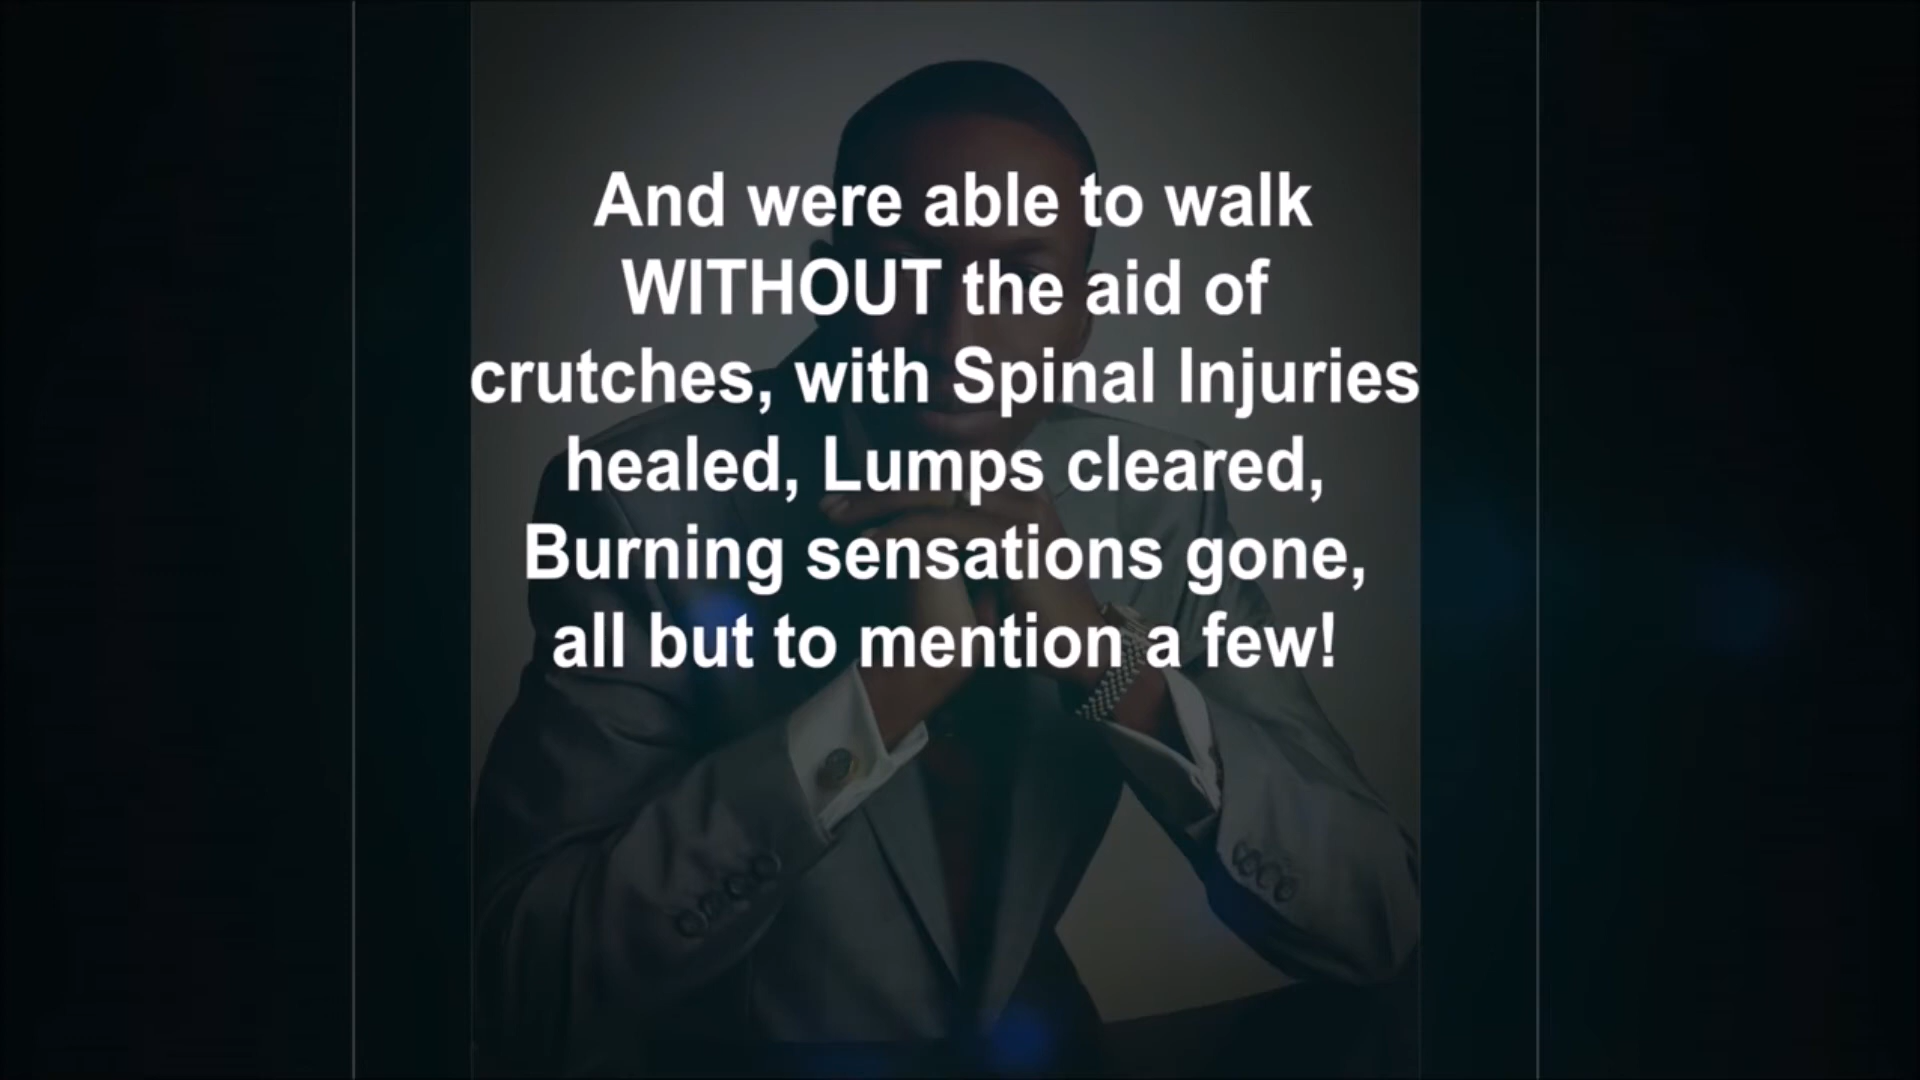 And were able to walk
WITHOUT the aid of
crutches, with Spinal Injuries
healed, Lumps cleared,
Burning sensations gone,
all but to mention a few!